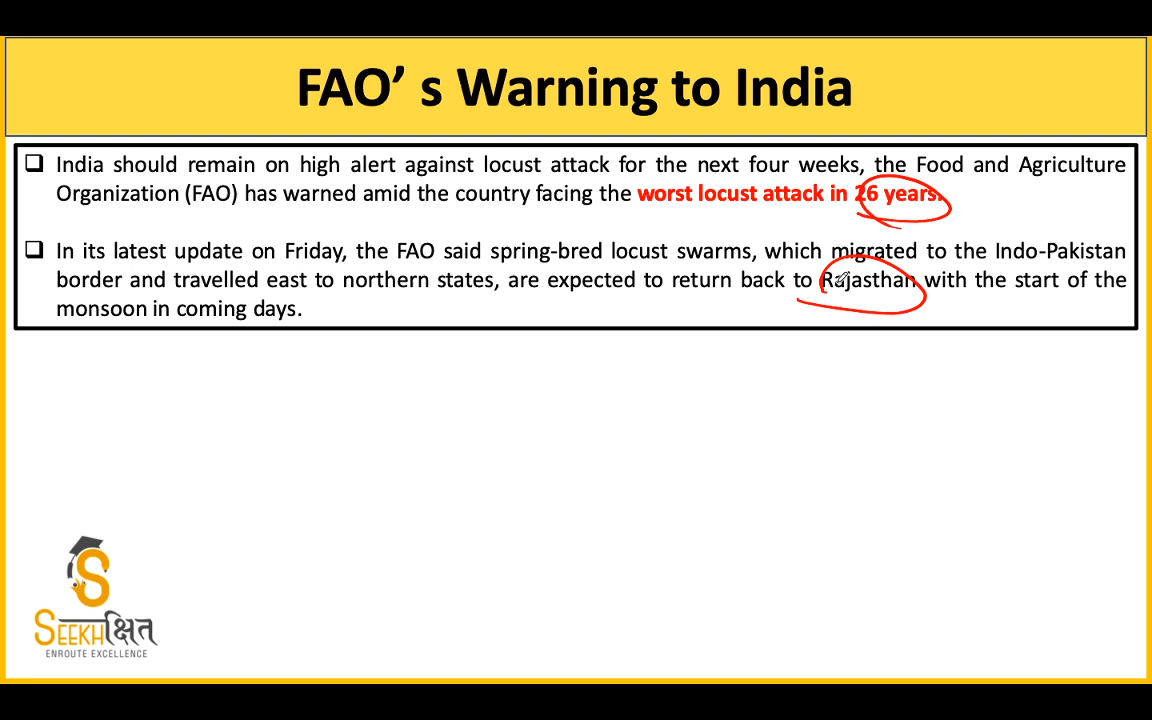 FAO’ s Warning to India
❑ India should remain on high alert against locust attack for the next four weeks, the Food and Agriculture
Organization (FAO) has warned amid the country facing the worst locust attack in 26 years.
❑ In its latest update on Friday, the FAO said spring-bred locust swarms, which migrated to the Indo-Pakistan
border and travelled east to northern states, are expected to return back to Rajasthan with the start of the
monsoon in coming days.
S
SEEKHक्षित
ENROUTE EXCELLENCE